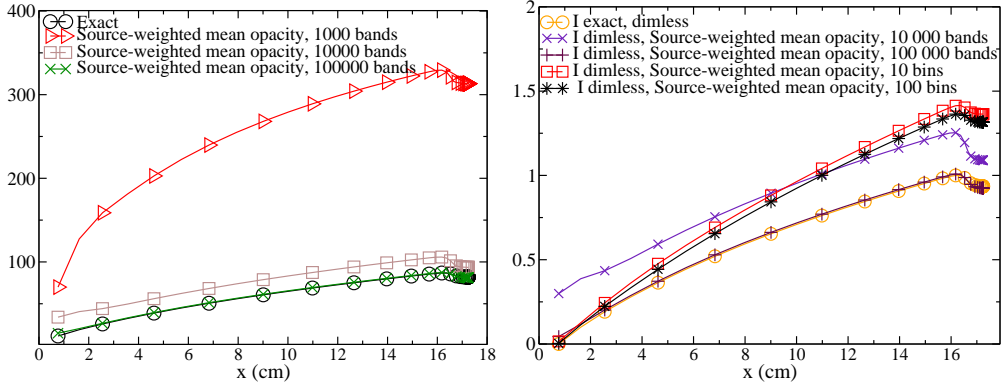 400
300
200
100
0
2
4
6
8
10
12
14
16
18
x (cm)
Exact
Source-weighted mean opacity, 1000 bands
Source-weighted mean opacity, 10000 bands
Source-weighted mean opacity, 100000 bands
2
1.5
1
0.5
0
0
2
4
6
8
10
12
14
16
x (cm)
I exact, dimless
I dimless, Source-weighted mean opacity, 10 000 bands
I dimless, Source-weighted mean opacity, 100 000 bands
I dimless, Source-weighted mean opacity, 10 bins
I dimless, Source-weighted mean opacity, 100 bins